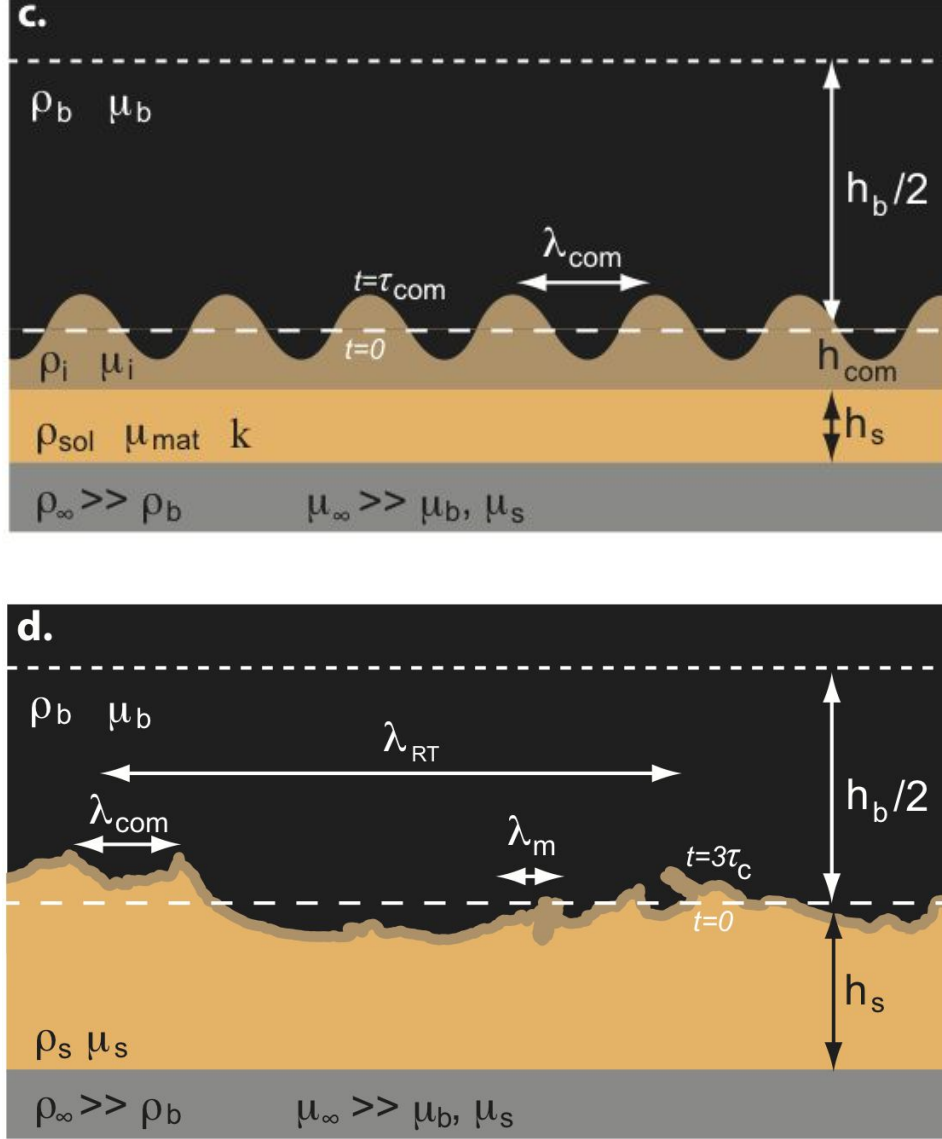 c.
ρb μb
hb/2
λcom
t=τcom
t=0
ρi μi
hcom
ρsol μmat k
hs
ρ∞ >> ρb μ∞ >> μb, μs
d.
ρb μb
λRT
hb/2
λcom
λm
t=3τc
t=0
hs
ρs μs
ρ∞ >> ρb μ∞ >> μb, μs